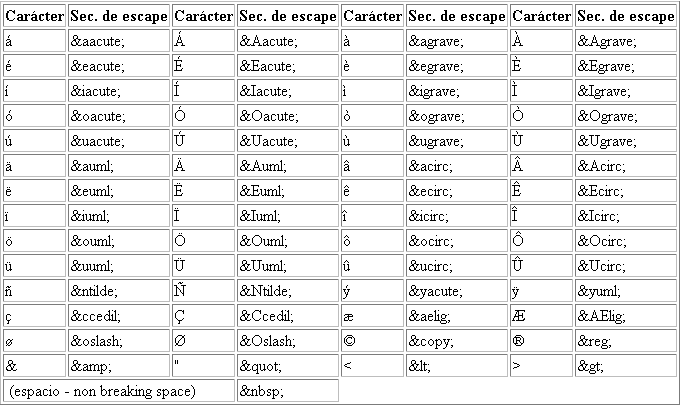 Carácter Sec. de escape Carácter Sec. de escape Carácter Sec. de escape Carácter Sec. de escape
á &aacute; Á &Aacute; à &agrave; À &Agrave;
é &eacute; É &Eacute; è &egrave; È &Egrave;
í &iacute; Í &Iacute; ì &igrave; Ì &Igrave;
ó &oacute; Ó &Oacute; ò &ograve; Ò &Ograve;
ú &uacute; Ú &Uacute; ù &ugrave; Ù &Ugrave;
ä &auml; Ä &Auml; â &acirc; Â &Acirc;
ë &euml; Ë &Euml; ê &ecirc; Ê &Ecirc;
ï &iuml; Ï &Iuml; î &icirc; Î &Icirc;
ö &ouml; Ö &Ouml; ô &ocirc; Ô &Ocirc;
ü &uuml; Ü &Uuml; û &ucirc; Û &Ucirc;
ñ &ntilde; Ñ &Ntilde; ý &yacute; ÿ &yuml;
ç &ccedil; Ç &Ccedil; æ &aelig; Æ &AElig;
ø &oslash; Ø &Oslash; © &copy; ® &reg;
& &amp; " &quot; < &lt; > &gt;
(espacio - non breaking space) &nbsp;